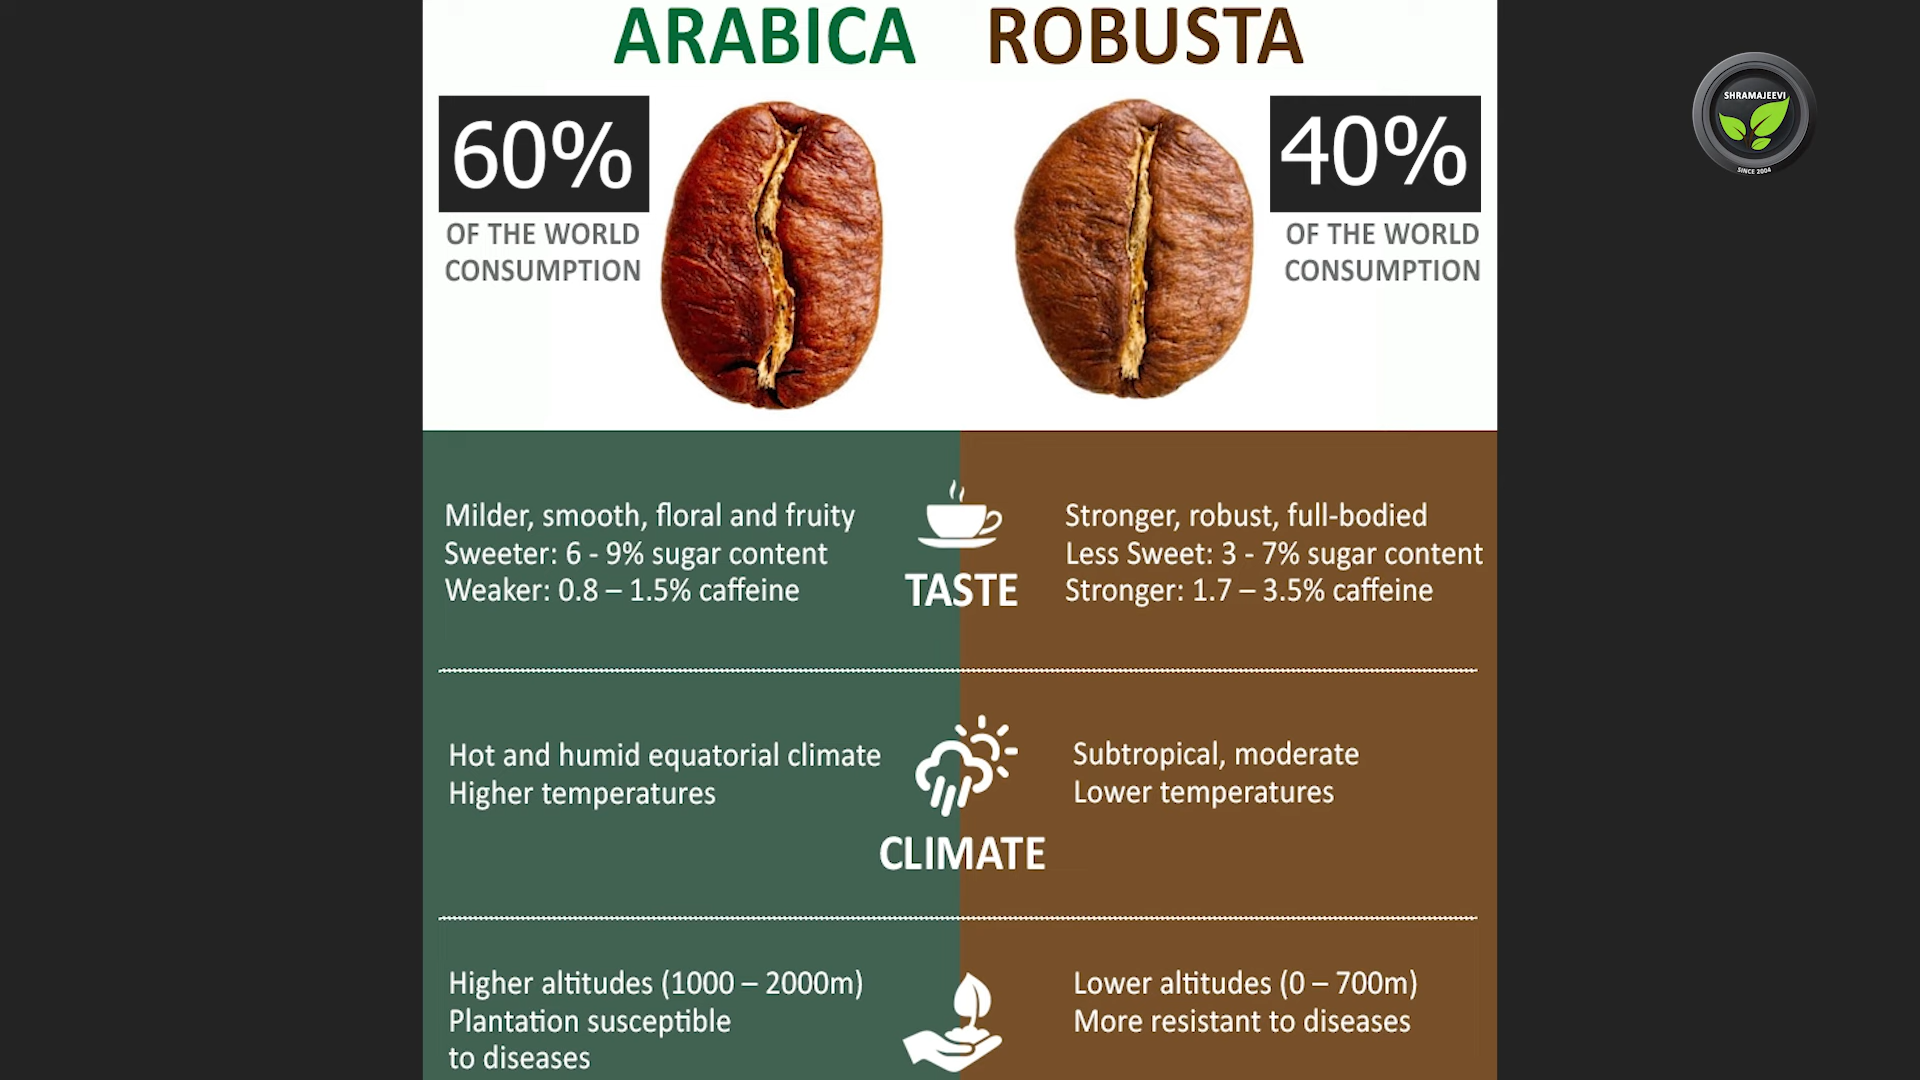 ARABICA ROBUSTA
60%
OF THE WORLD
CONSUMPTION
40%
OF THE WORLD
CONSUMPTION
SHRAMAJEEVI
SINCE 2004
Milder, smooth, floral and fruity
Sweeter: 6 - 9% sugar content
Weaker: 0.8 – 1.5% caffeine
TASTE
Stronger, robust, full-bodied
Less Sweet: 3 - 7% sugar content
Stronger: 1.7 – 3.5% caffeine
Hot and humid equatorial climate
Higher temperatures
CLIMATE
Subtropical, moderate
Lower temperatures
Higher altitudes (1000 – 2000m)
Plantation susceptible
to diseases
Lower altitudes (0 – 700m)
More resistant to diseases